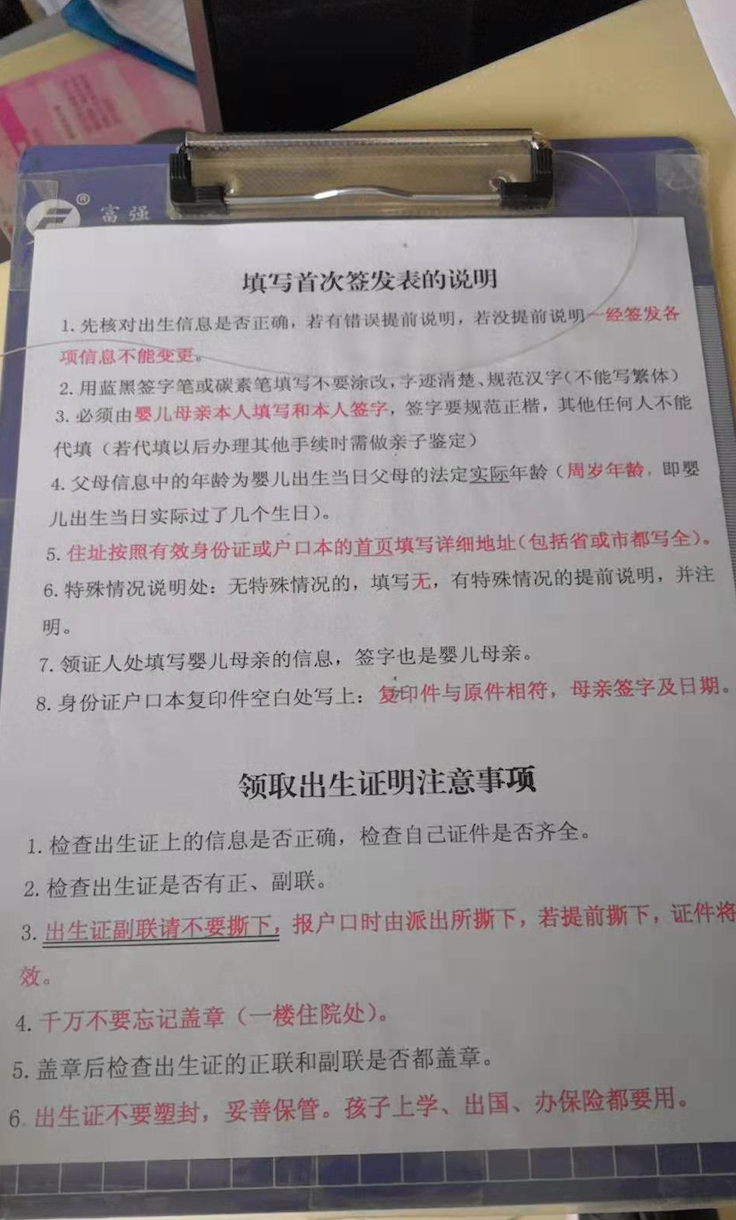 ® 富强
填写首次签发表的说明
1. 先核对出生信息是否正确，若有错误提前说明，若没提前说明一经签发各
项信息不能变更。
2. 用蓝黑签字笔或碳素笔填写不要涂改，字迹清楚、规范汉字（不能写繁体）
3. 必须由婴儿母亲本人填写和本人签字，签字要规范正楷，其他任何人不能
代填（若代填以后办理其他手续时需做亲子鉴定）
4. 父母信息中的年龄为婴儿出生当日父母的法定实际年龄（周岁年龄，即婴
儿出生当日实际过了几个生日）。
5. 住址按照有效身份证或户口本的首页填写详细地址（包括省或市都写全）。
6. 特殊情况说明处：无特殊情况的，填写无，有特殊情况的提前说明，并注
明。
7. 领证人处填写婴儿母亲的信息，签字也是婴儿母亲。
8. 身份证户口本复印件空白处写上：复印件与原件相符，母亲签字及日期。
领取出生证明注意事项
1. 检查出生证上的信息是否正确，检查自己证件是否齐全。
2. 检查出生证是否有正、副联。
3. 出生证副联请不要撕下，报户口时由派出所撕下，若提前撕下，证件将
效。
4. 千万不要忘记盖章（一楼住院处）。
5. 盖章后检查出生证的正联和副联是否都盖章。
6. 出生证不要塑封，妥善保管。孩子上学、出国、办保险都要用。